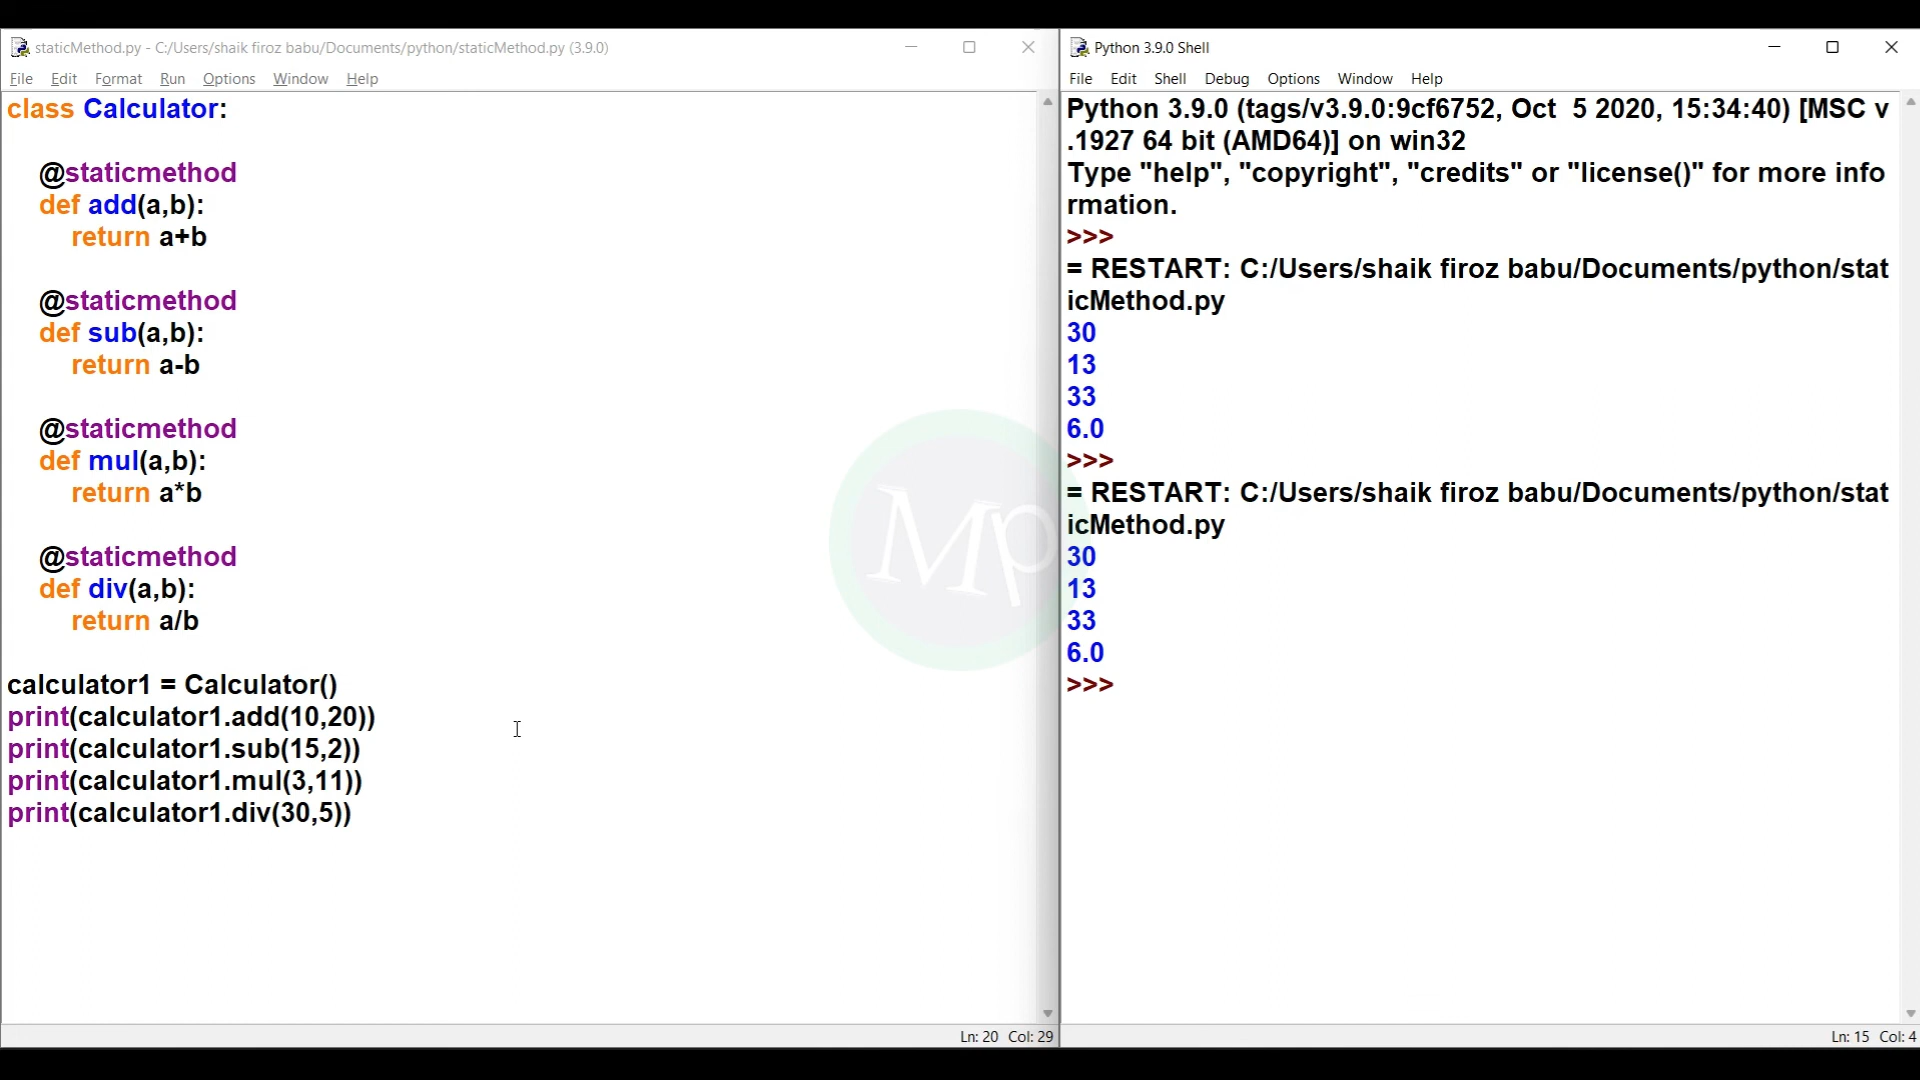 staticMethod.py - C:/Users/shaik firoz babu/Documents/python/staticMethod.py (3.9.0)
File Edit Format Run Options Window Help
class Calculator:
@staticmethod
def add(a,b):
return a+b
@staticmethod
def sub(a,b):
return a-b
@staticmethod
def mul(a,b):
return a*b
@staticmethod
def div(a,b):
return a/b
calculator1 = Calculator()
print(calculator1.add(10,20))
print(calculator1.sub(15,2))
print(calculator1.mul(3,11))
print(calculator1.div(30,5))
Ln: 20 Col: 29
Mp
Python 3.9.0 Shell
File Edit Shell Debug Options Window Help
Python 3.9.0 (tags/v3.9.0:9cf6752, Oct  5 2020, 15:34:40) [MSC v
.1927 64 bit (AMD64)] on win32
Type "help", "copyright", "credits" or "license()" for more info
rmation.
>>>
= RESTART: C:/Users/shaik firoz babu/Documents/python/stat
icMethod.py
30
13
33
6.0
>>>
= RESTART: C:/Users/shaik firoz babu/Documents/python/stat
icMethod.py
30
13
33
6.0
>>>
Ln: 15 Col: 4